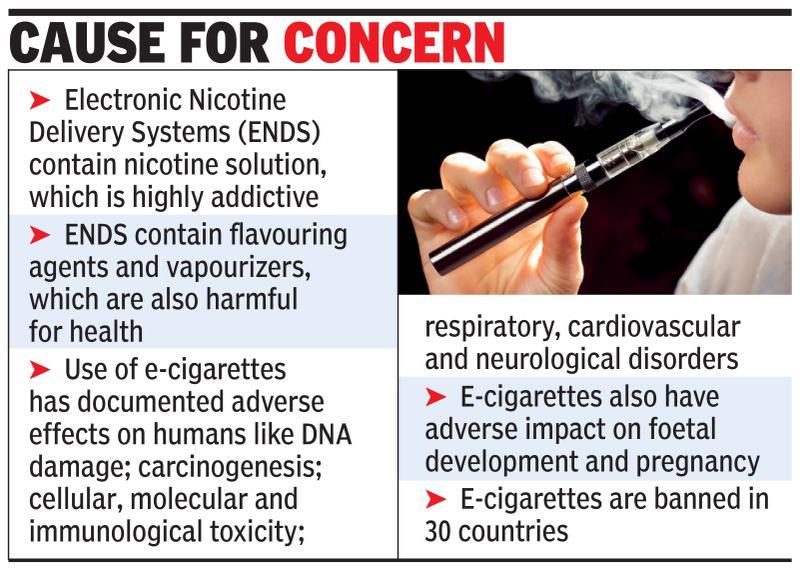 CAUSE FOR CONCERN
➤ Electronic Nicotine
Delivery Systems (ENDS)
contain nicotine solution,
which is highly addictive
➤ ENDS contain flavouring
agents and vapourizers,
which are also harmful
for health
➤ Use of e-cigarettes
has documented adverse
effects on humans like DNA
damage; carcinogenesis;
cellular, molecular and
immunological toxicity;
respiratory, cardiovascular
and neurological disorders
➤ E-cigarettes also have
adverse impact on foetal
development and pregnancy
➤ E-cigarettes are banned in
30 countries